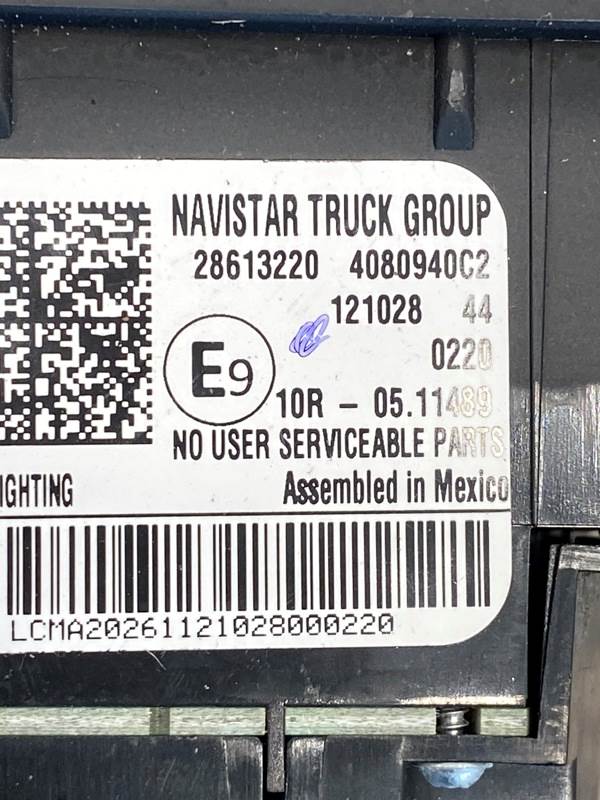 NAVISTAR TRUCK GROUP
28613220 4080940C2
121028 44
0220
E9
10R - 05.11489
NO USER SERVICEABLE PARTS
IGHTING Assembled in Mexico
LCMA20261121028000220